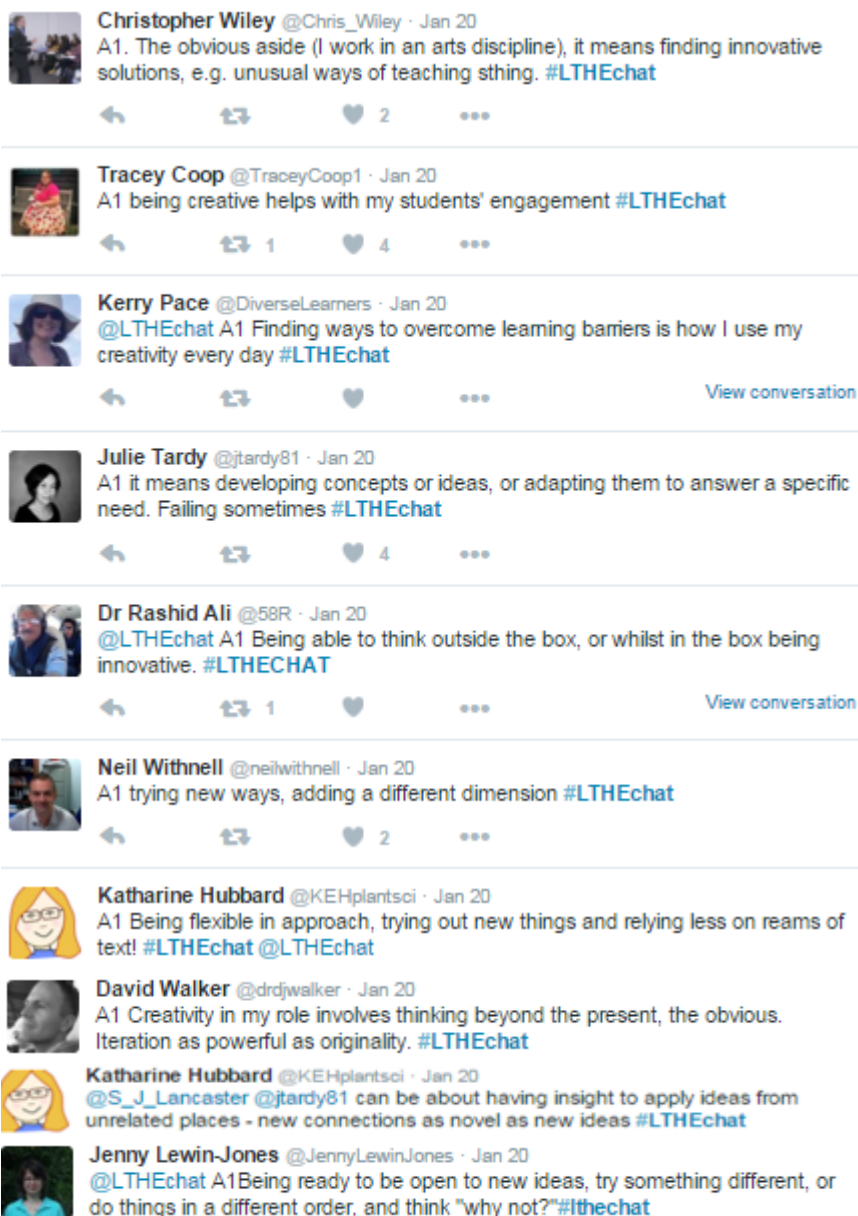 Christopher Wiley @Chris_Wiley · Jan 20
A1. The obvious aside (I work in an arts discipline), it means finding innovative
solutions, e.g. unusual ways of teaching sthing. #LTHEchat
2
Tracey Coop @TraceyCoop1 · Jan 20
A1 being creative helps with my students' engagement #LTHEchat
1 4
Kerry Pace @DiverseLearners · Jan 20
@LTHEchat A1 Finding ways to overcome learning barriers is how I use my
creativity every day #LTHEchat
View conversation
Julie Tardy @jtardy81 · Jan 20
A1 it means developing concepts or ideas, or adapting them to answer a specific
need. Failing sometimes #LTHEchat
4
Dr Rashid Ali @58R · Jan 20
@LTHEchat A1 Being able to think outside the box, or whilst in the box being
innovative. #LTHECHAT
1 View conversation
Neil Withnell @neilwithnell · Jan 20
A1 trying new ways, adding a different dimension #LTHEchat
2
Katharine Hubbard @KEHplantsci · Jan 20
A1 Being flexible in approach, trying out new things and relying less on reams of
text! #LTHEchat @LTHEchat
David Walker @drdjwalker · Jan 20
A1 Creativity in my role involves thinking beyond the present, the obvious.
Iteration as powerful as originality. #LTHEchat
Katharine Hubbard @KEHplantsci · Jan 20
@S_J_Lancaster @jtardy81 can be about having insight to apply ideas from
unrelated places - new connections as novel as new ideas #LTHEchat
Jenny Lewin-Jones @JennyLewinJones · Jan 20
@LTHEchat A1Being ready to be open to new ideas, try something different, or
do things in a different order, and think "why not?"#lthechat